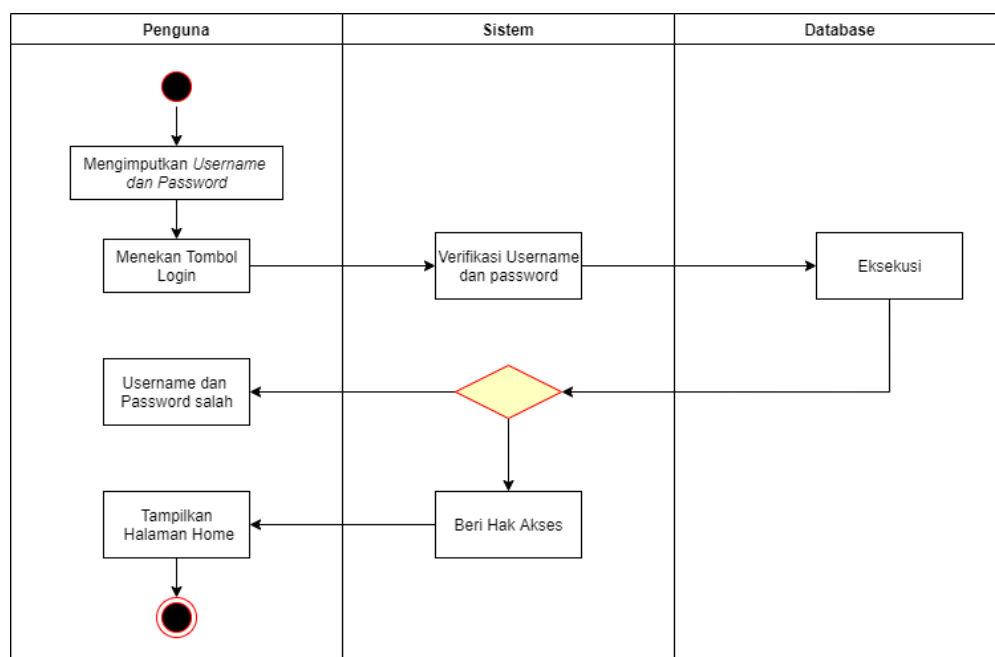 Penguna
Sistem
Database
Mengimputkan Username
dan Password
Menekan Tombol
Login
Verifikasi Username
dan password
Eksekusi
Username dan
Password salah
Tampilkan
Halaman Home
Beri Hak Akses